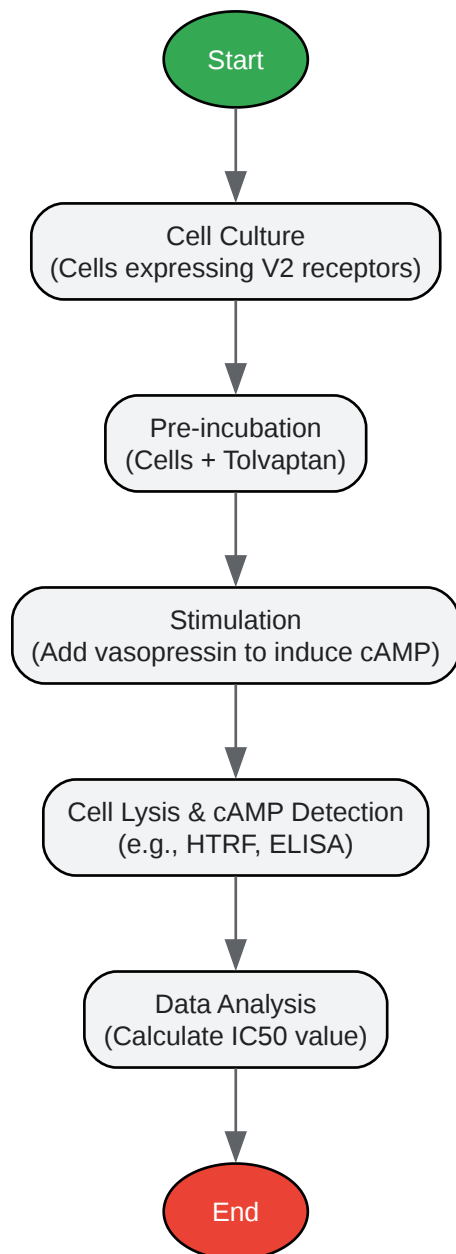 Start
Cell Culture
(Cells expressing V2 receptors)
Pre-incubation
(Cells + Tolvaptan)
Stimulation
(Add vasopressin to induce cAMP)
Cell Lysis & cAMP Detection
(e.g., HTRF, ELISA)
Data Analysis
(Calculate IC50 value)
End